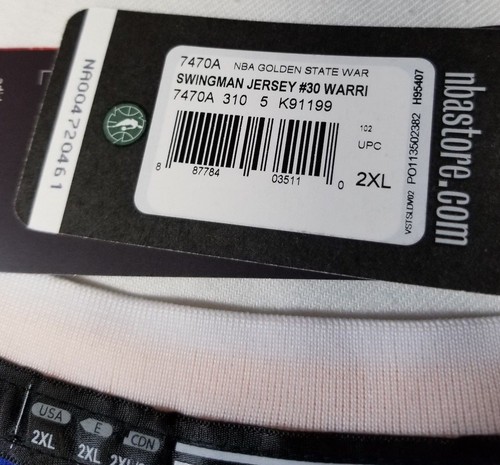 7470A NBA GOLDEN STATE WAR
SWINGMAN JERSEY #30 WARRI
7470A 310 5 K91199
102
UPC
8 87784 03511 0 2XL
VSTSLDV02 PO113502382 H95407
nbastore.com
NA004720461
USA E CDN
2XL 2XL